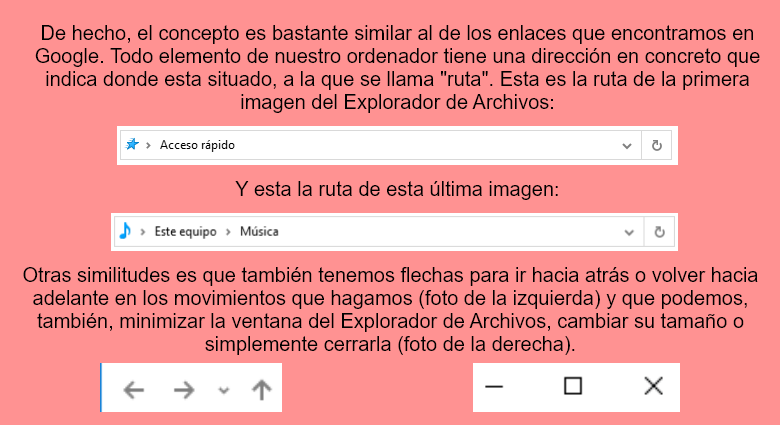 De hecho, el concepto es bastante similar al de los enlaces que encontramos en
Google. Todo elemento de nuestro ordenador tiene una dirección en concreto que
indica donde esta situado, a la que se llama "ruta". Esta es la ruta de la primera
imagen del Explorador de Archivos:
Acceso rápido
Y esta la ruta de esta última imagen:
Este equipo > Música
Otras similitudes es que también tenemos flechas para ir hacia atrás o volver hacia
adelante en los movimientos que hagamos (foto de la izquierda) y que podemos,
también, minimizar la ventana del Explorador de Archivos, cambiar su tamaño o
simplemente cerrarla (foto de la derecha).